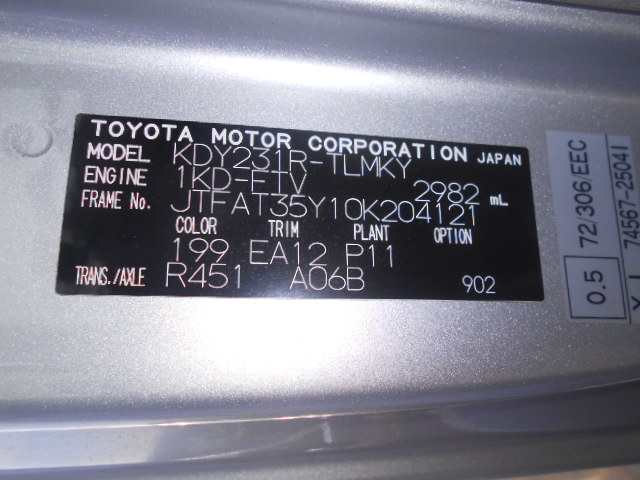 TOYOTA MOTOR CORPORATION JAPAN
MODEL KDY231R-TLMKY
ENGINE 1KD-FTV 2982 mL
FRAME No. JTFAT35Y10K204121
COLOR TRIM PLANT OPTION
199 EA12 P11
TRANS./AXLE R451 A06B 902
0.5 72/306/EEC
74567-25041